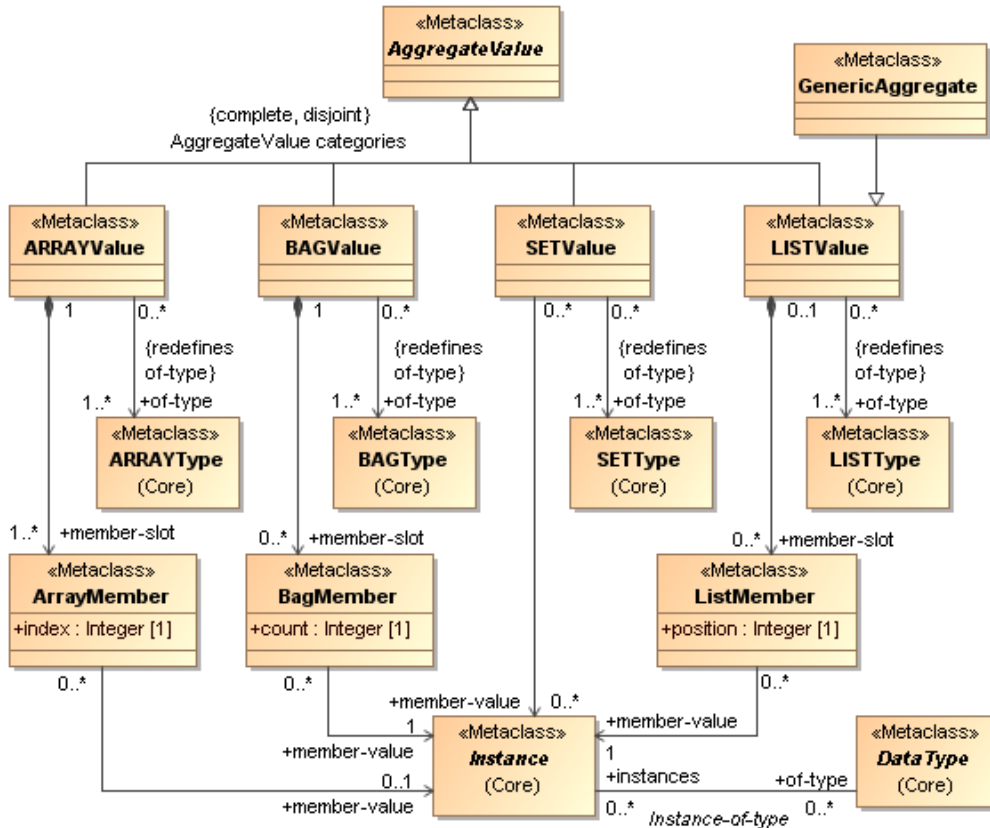 «Metaclass»
AggregateValue
«Metaclass»
GenericAggregate
{complete, disjoint}
AggregateValue categories
«Metaclass»
ARRAYValue
«Metaclass»
BAGValue
«Metaclass»
SETValue
«Metaclass»
LISTValue
1
0..*
1
0..*
0..*
0..*
0..1
0..*
{redefines
of-type}
{redefines
of-type}
{redefines
of-type}
{redefines
of-type}
1..*
+of-type
1..*
+of-type
1..*
+of-type
1..*
+of-type
«Metaclass»
ARRAYType
(Core)
«Metaclass»
BAGType
(Core)
«Metaclass»
SETType
(Core)
«Metaclass»
LISTType
(Core)
1..*
+member-slot
0..*
+member-slot
0..*
+member-slot
«Metaclass»
ArrayMember
+index : Integer [1]
«Metaclass»
BagMember
+count : Integer [1]
«Metaclass»
ListMember
+position : Integer [1]
0..*
0..*
0..*
+member-value
0..*
1
+member-value
+member-value
1
0..1
+member-value
«Metaclass»
Instance
(Core)
«Metaclass»
DataType
(Core)
+instances
+of-type
0..*
Instance-of-type
0..*